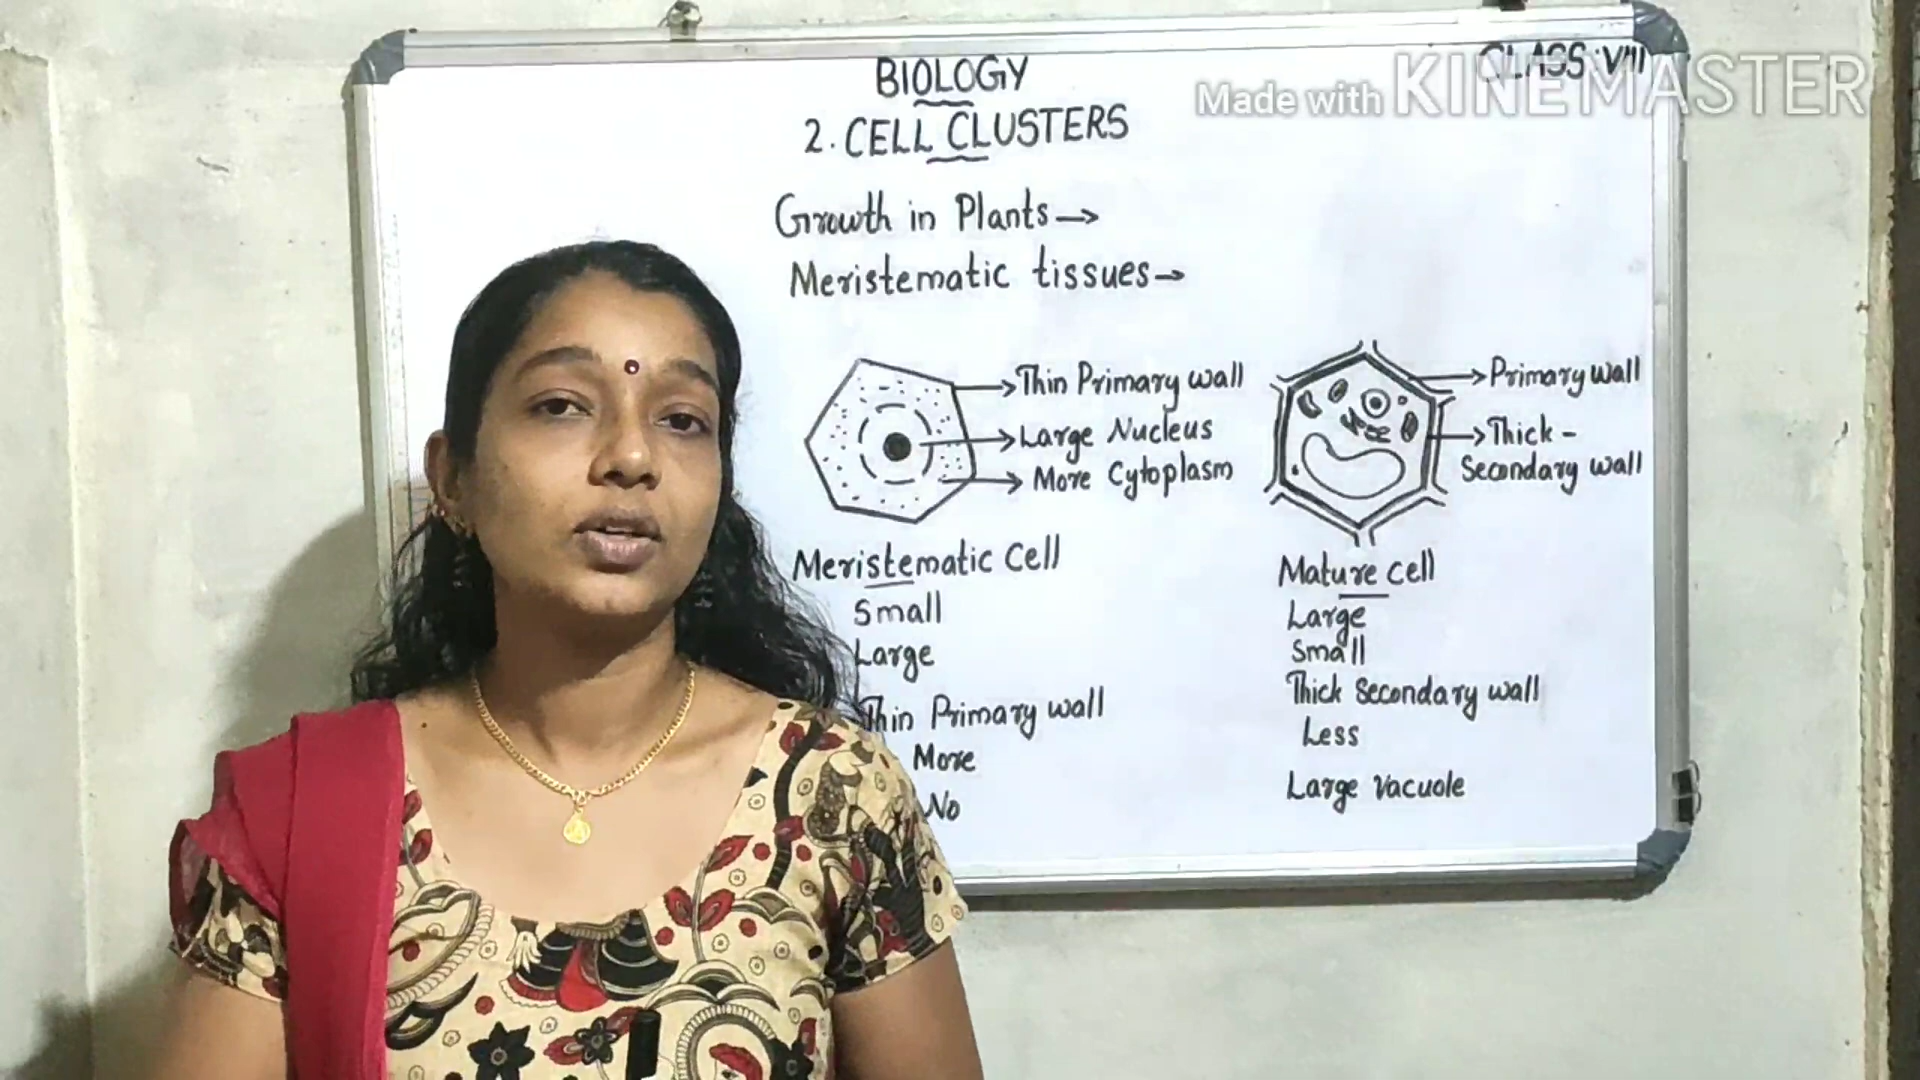 BIOLOGY
CLASS: VIII
Made with KINEMASTER
2. CELL CLUSTERS
Growth in Plants→
Meristematic tissues→
Thin Primary wall
Large Nucleus
More Cytoplasm
Primary wall
Thick -
Secondary wall
Meristematic Cell
Small
Large
Thin Primary wall
More
No
Mature cell
Large
Small
Thick Secondary wall
Less
Large vacuole